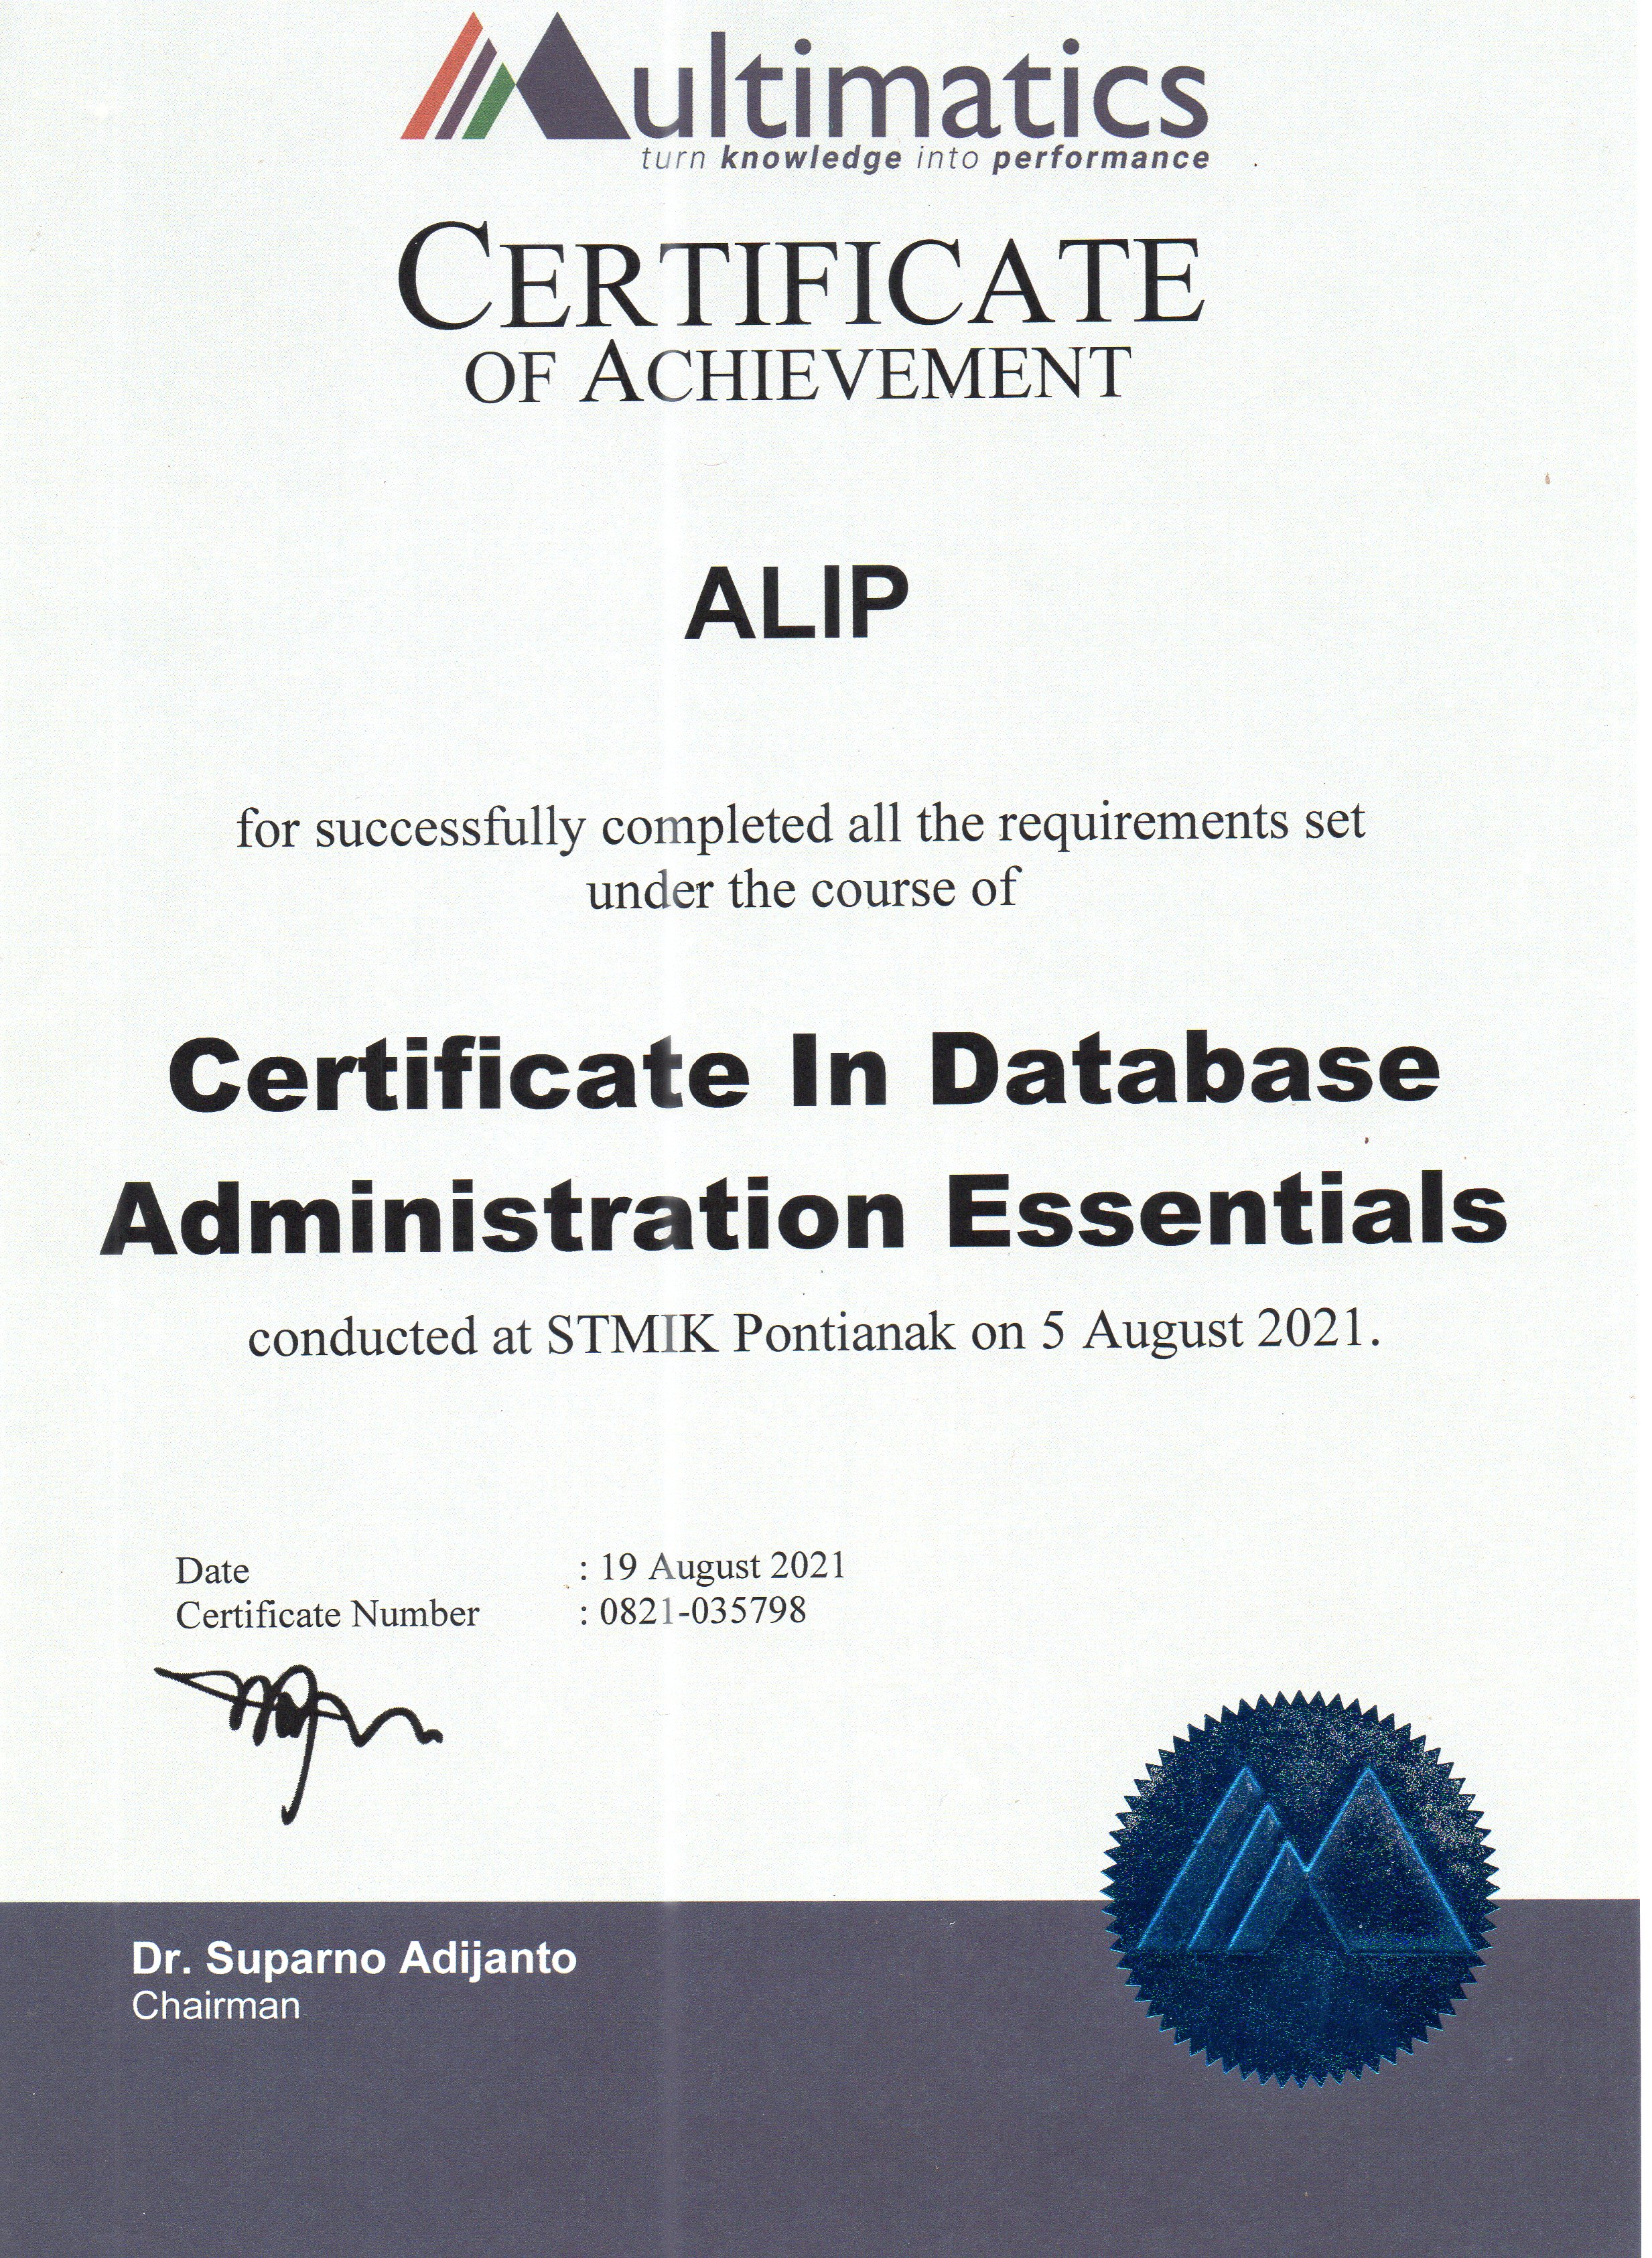 ultimatics
turn knowledge into performance
CERTIFICATE
OF ACHIEVEMENT
ALIP
for successfully completed all the requirements set
under the course of
Certificate In Database
Administration Essentials
conducted at STMIK Pontianak on 5 August 2021.
Date : 19 August 2021
Certificate Number : 0821-035798
Dr. Suparno Adijanto
Chairman